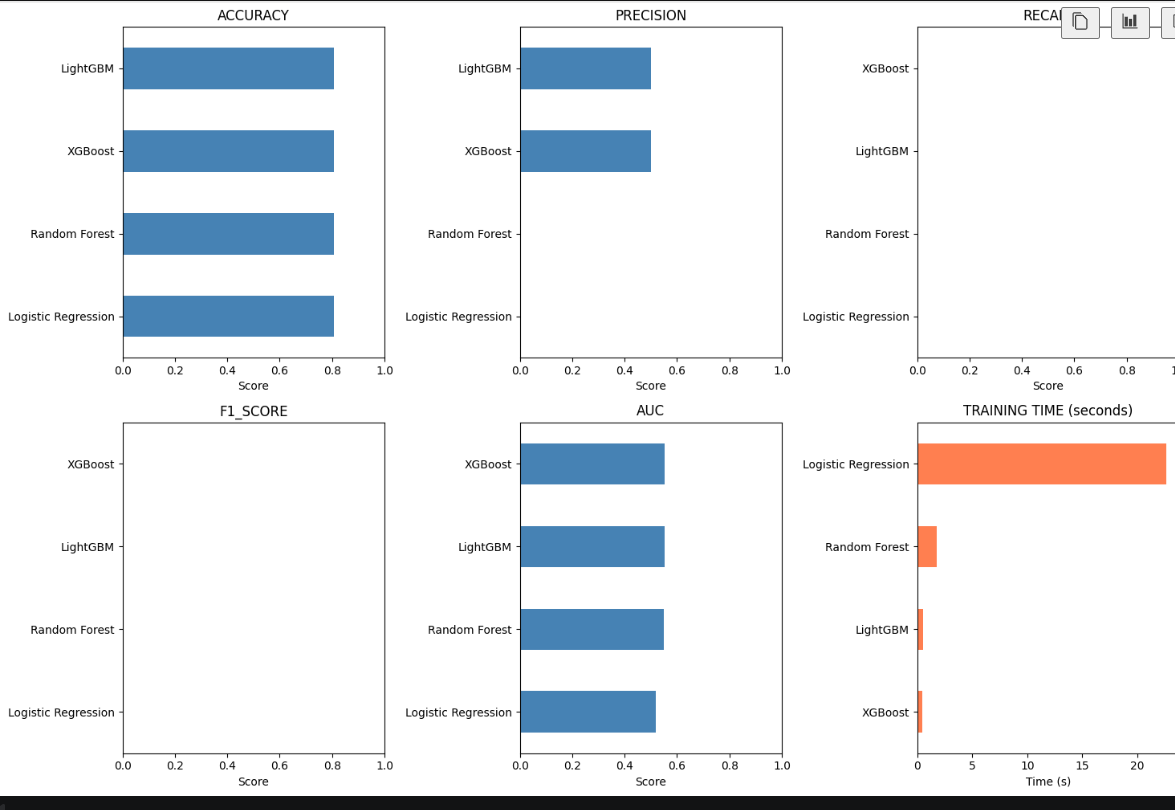 ACCURACY
LightGBM
XGBoost
Random Forest
Logistic Regression
0.0 0.2 0.4 0.6 0.8 1.0
Score
PRECISION
LightGBM
XGBoost
Random Forest
Logistic Regression
0.0 0.2 0.4 0.6 0.8 1.0
Score
RECAL
XGBoost
LightGBM
Random Forest
Logistic Regression
0.0 0.2 0.4 0.6 0.8
Score
F1_SCORE
XGBoost
LightGBM
Random Forest
Logistic Regression
0.0 0.2 0.4 0.6 0.8 1.0
Score
AUC
XGBoost
LightGBM
Random Forest
Logistic Regression
0.0 0.2 0.4 0.6 0.8 1.0
Score
TRAINING TIME (seconds)
Logistic Regression
Random Forest
LightGBM
XGBoost
0 5 10 15 20
Time (s)